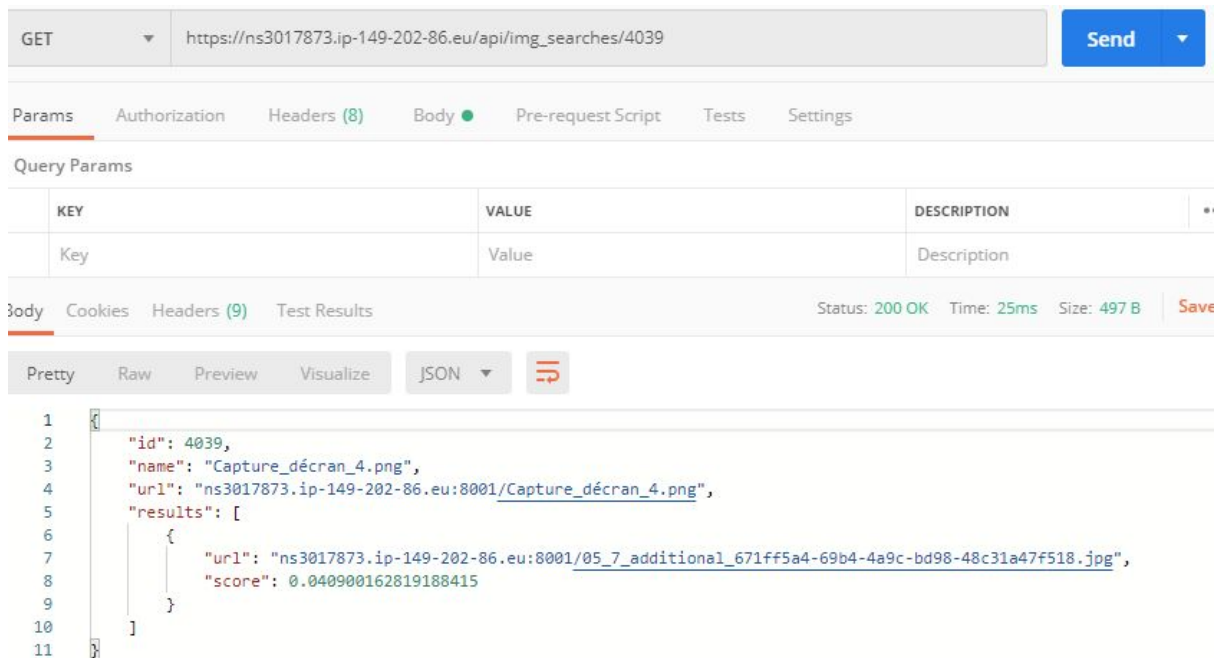 GET https://ns3017873.ip-149-202-86.eu/api/img_searches/4039 Send
Params Authorization Headers (8) Body Pre-request Script Tests Settings
Query Params
KEY VALUE DESCRIPTION
Key Value Description
Body Cookies Headers (9) Test Results Status: 200 OK Time: 25ms Size: 497 B Save
Pretty Raw Preview Visualize JSON
1 {
2 "id": 4039,
3 "name": "Capture_décran_4.png",
4 "url": "ns3017873.ip-149-202-86.eu:8001/Capture_décran_4.png",
5 "results": [
6 {
7 "url": "ns3017873.ip-149-202-86.eu:8001/05_7_additional_671ff5a4-69b4-4a9c-bd98-48c31a47f518.jpg",
8 "score": 0.040900162819188415
9 }
10 ]
11 }